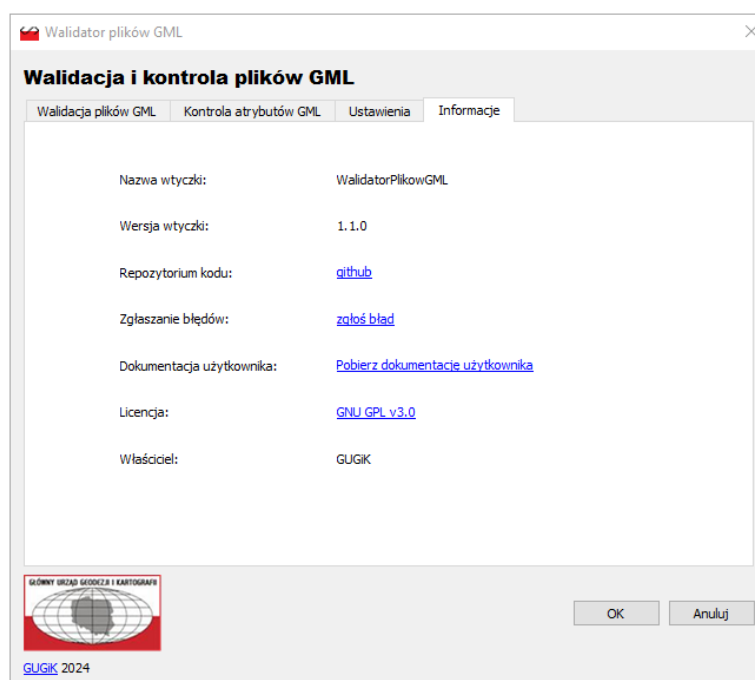 Walidator plików GML
Walidacja i kontrola plików GML
Walidacja plików GML Kontrola atrybutów GML Ustawienia Informacje
Nazwa wtyczki: WalidatorPlikowGML
Wersja wtyczki: 1.1.0
Repozytorium kodu: github
Zgłaszanie błędów: zgłoś bład
Dokumentacja użytkownika: Pobierz dokumentację użytkownika
Licencja: GNU GPL v3.0
Właściciel: GUGiK
GŁÓWNY URZĄD GEODEZJI I KARTOGRAFII
OK Anuluj
GUGiK 2024